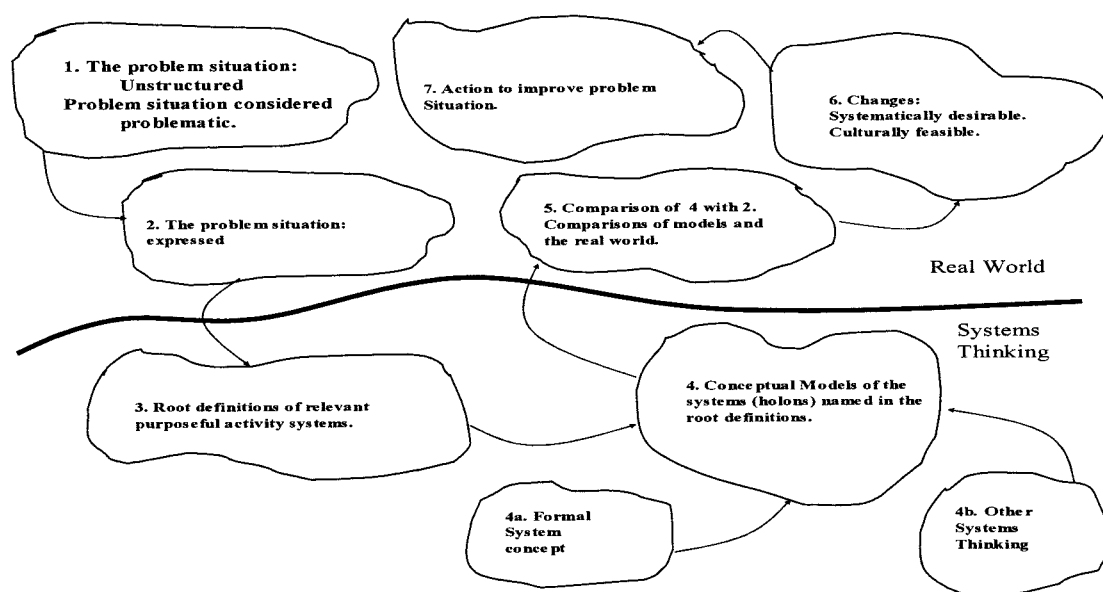 1. The problem situation:
Unstructured
Problem situation considered
problematic.
7. Action to improve problem
Situation.
6. Changes:
Systematically desirable.
Culturally feasible.
2. The problem situation:
expressed
5. Comparison of 4 with 2.
Comparisons of models and
the real world.
Real World
Systems
Thinking
3. Root definitions of relevant
purposeful activity systems.
4. Conceptual Models of the
systems (holons) named in the
root definitions.
4a. Formal
System
concept
4b. Other
Systems
Thinking